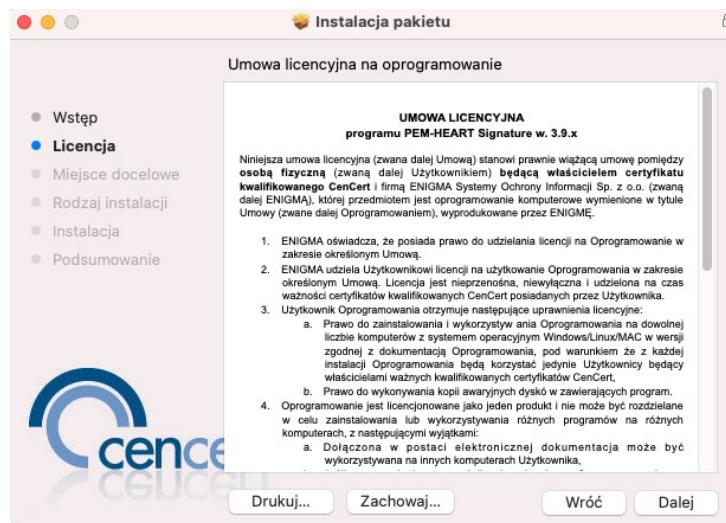 Instalacja pakietu
Umowa licencyjna na oprogramowanie
Wstęp
Licencja
Miejsce docelowe
Rodzaj instalacji
Instalacja
Podsumowanie
UMOWA LICENCYJNA
programu PEM-HEART Signature w. 3.9.x
Niniejsza umowa licencyjna (zwana dalej Umową) stanowi prawnie wiążącą umowę pomiędzy
osobą fizyczną (zwaną dalej Użytkownikiem) będącą właścicielem certyfikatu
kwalifikowanego CenCert i firmą ENIGMA Systemy Ochrony Informacji Sp. z o.o. (zwaną
dalej ENIGMĄ), której przedmiotem jest oprogramowanie komputerowe wymienione w tytule
Umowy (zwane dalej Oprogramowaniem), wyprodukowane przez ENIGMĘ.
1. ENIGMA oświadcza, że posiada prawo do udzielania licencji na Oprogramowanie w
zakresie określonym Umową.
2. ENIGMA udziela Użytkownikowi licencji na użytkowanie Oprogramowania w zakresie
określonym Umową. Licencja jest nieprzenośna, niewyłączna i udzielona na czas
ważności certyfikatów kwalifikowanych CenCert posiadanych przez Użytkownika.
3. Użytkownik Oprogramowania otrzymuje następujące uprawnienia licencyjne:
a. Prawo do zainstalowania i wykorzystyw ania Oprogramowania na dowolnej
liczbie komputerów z systemem operacyjnym Windows/Linux/MAC w wersji
zgodnej z dokumentacją Oprogramowania, pod warunkiem że z każdej
instalacji Oprogramowania będą korzystać jedynie Użytkownicy będący
właścicielami ważnych kwalifikowanych certyfikatów CenCert,
b. Prawo do wykonywania kopii awaryjnych dyskó w zawierających program.
4. Oprogramowanie jest licencjonowane jako jeden produkt i nie może być rozdzielane
w celu zainstalowania lub wykorzystywania różnych programów na różnych
komputerach, z następującymi wyjątkami:
a. Dołączona w postaci elektronicznej dokumentacja może być
wykorzystywana na innych komputerach Użytkownika,
cence
Drukuj...
Zachowaj...
Wróć
Dalej